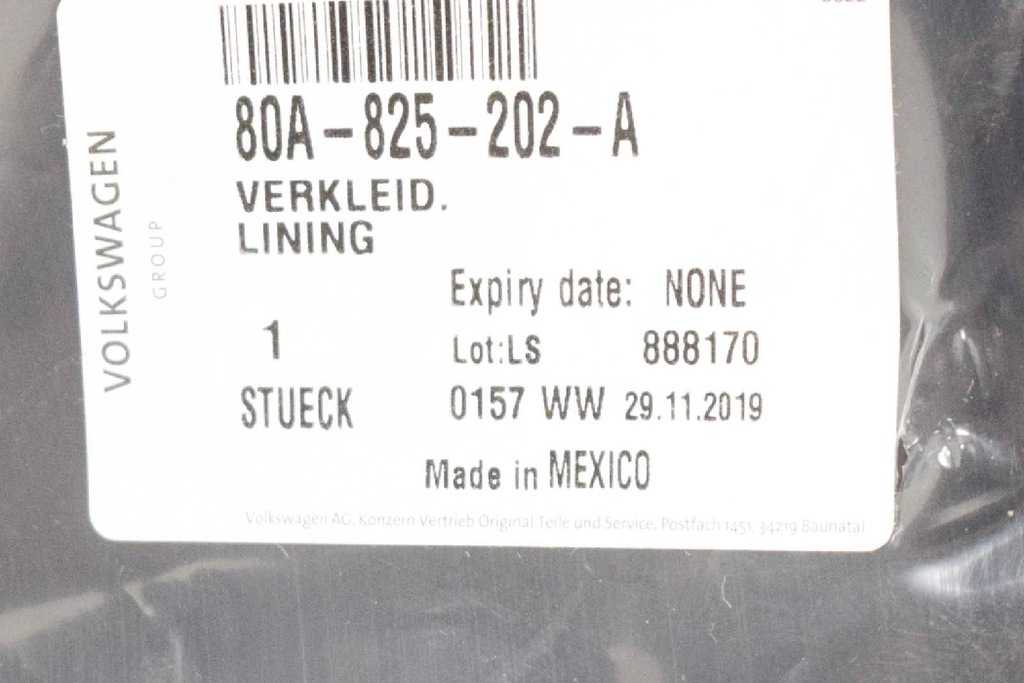 80A-825-202-A
VERKLEID.
LINING
Expiry date: NONE
1
Lot:LS 888170
STUECK
0157 WW 29.11.2019
Made in MEXICO
Volkswagen AG, Konzern Vertrieb Original Teile und Service, Postfach 1451, 34219 Baunatal
VOLKSWAGEN
GROUP